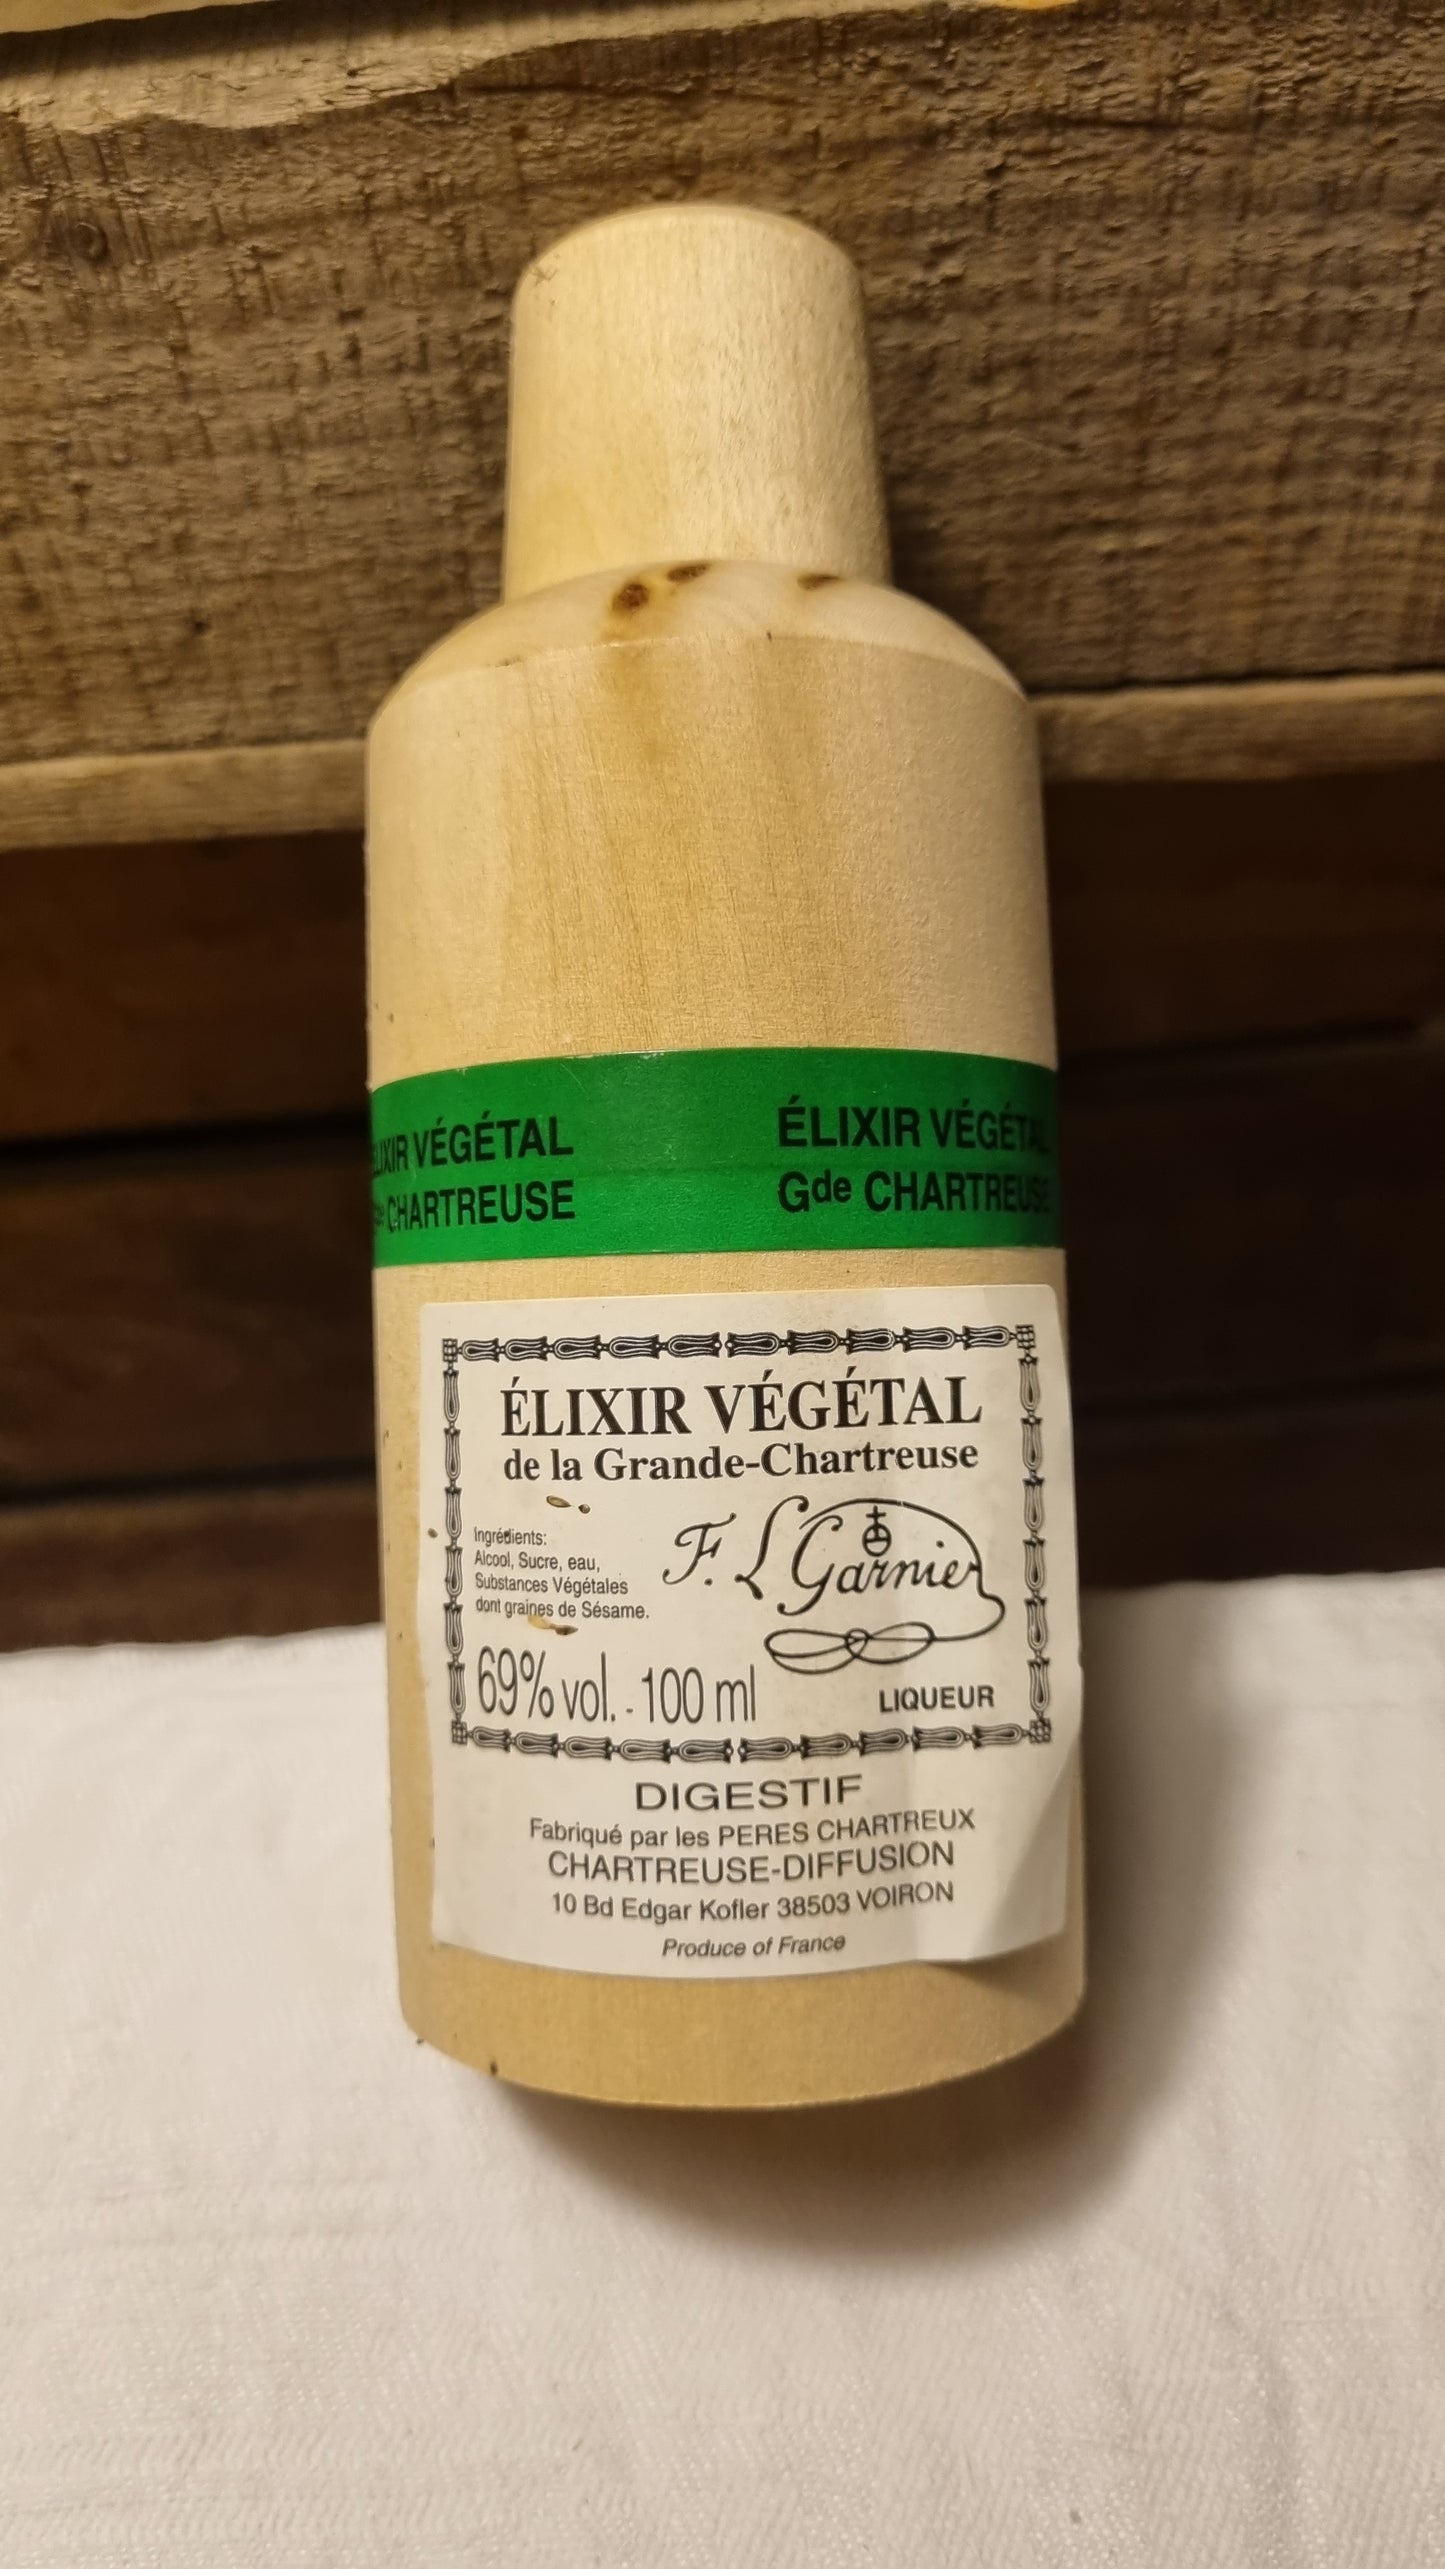 ÉLIXIR VÉGÉTAL
Gde CHARTREUSE
ÉLIXIR VÉGÉTAL
CHARTREUSE
ÉLIXIR VÉGÉTAL
de la Grande-Chartreuse
Ingrédients:
Alcool, Sucre, eau,
Substances Végétales
dont graines de Sésame.
F. L Garnier
69% vol. - 100 ml
LIQUEUR
DIGESTIF
Fabriqué par les PERES CHARTREUX
CHARTREUSE-DIFFUSION
10 Bd Edgar Kofler 38503 VOIRON
Produce of France